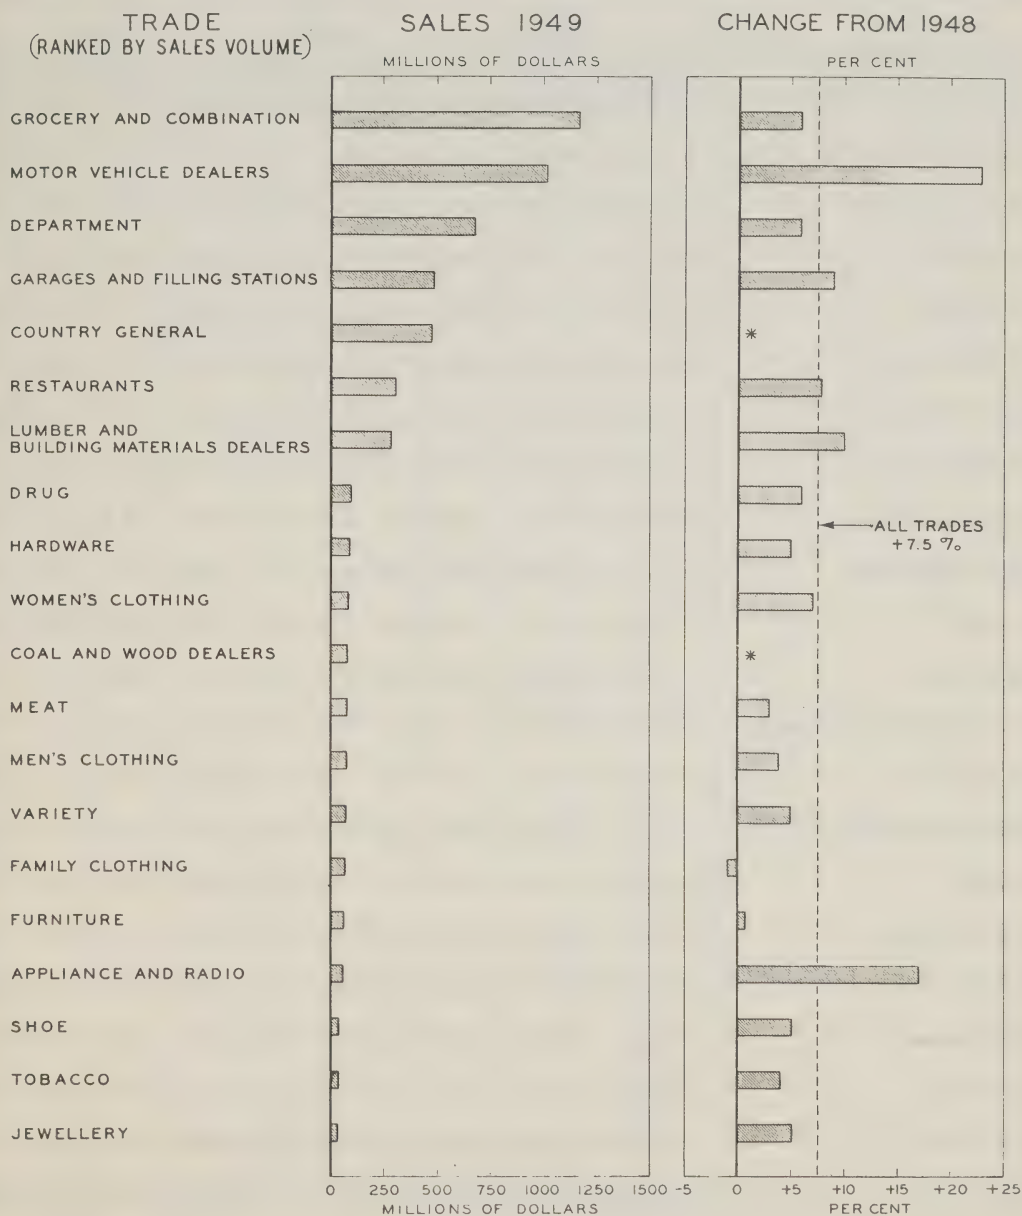 TRADE
(RANKED BY SALES VOLUME)
SALES 1949
MILLIONS OF DOLLARS
CHANGE FROM 1948
PER CENT
GROCERY AND COMBINATION
MOTOR VEHICLE DEALERS
DEPARTMENT
GARAGES AND FILLING STATIONS
COUNTRY GENERAL
*
RESTAURANTS
LUMBER AND
BUILDING MATERIALS DEALERS
DRUG
HARDWARE
ALL TRADES
+7.5 %
WOMEN'S CLOTHING
COAL AND WOOD DEALERS
*
MEAT
MEN'S CLOTHING
VARIETY
FAMILY CLOTHING
FURNITURE
APPLIANCE AND RADIO
SHOE
TOBACCO
JEWELLERY
0 250 500 750 1000 1250 1500
MILLIONS OF DOLLARS
-5 0 +5 +10 +15 +20 +25
PER CENT